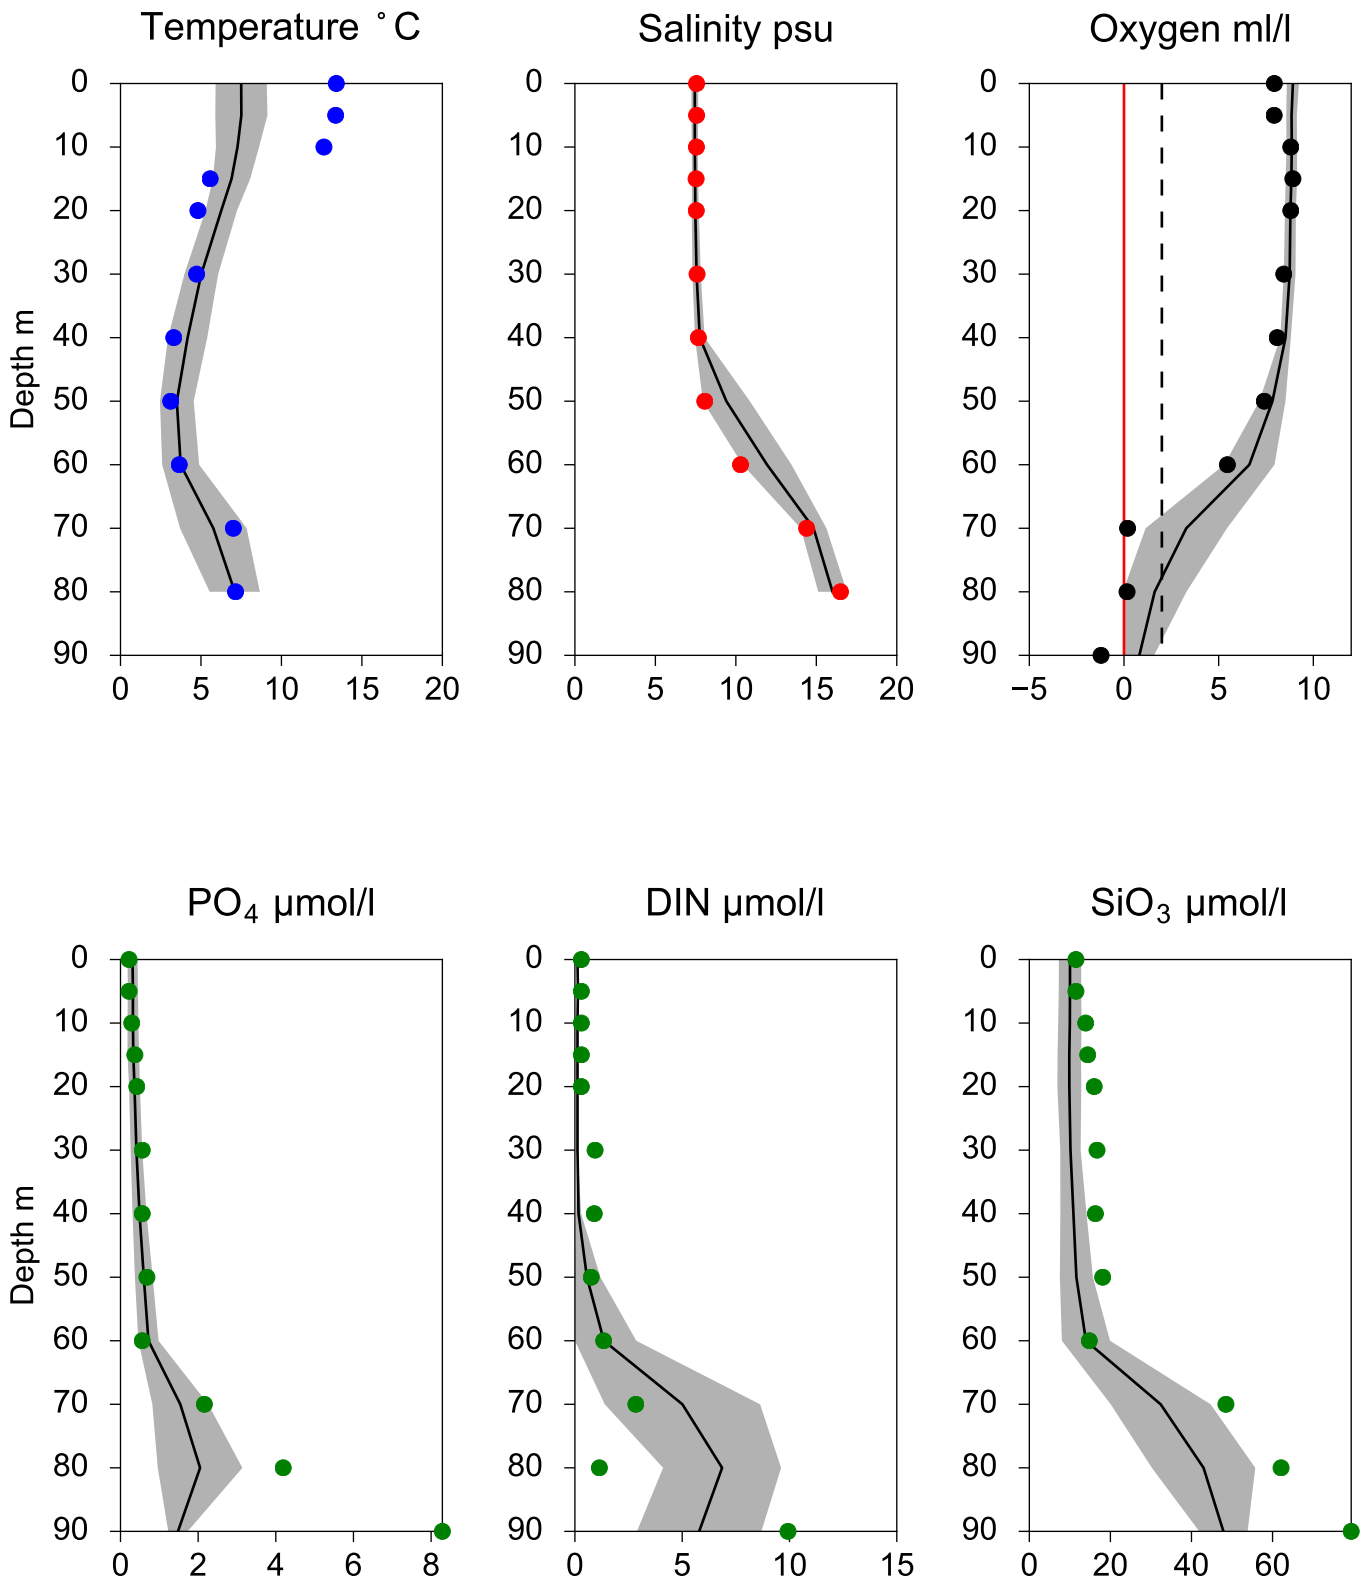 Temperature °C
Salinity psu
Oxygen ml/l
0 0 0
10 10 10
20 20 20
30 30 30
40 40 40
50 50 50
60 60 60
70 70 70
80 80 80
90 90 90
Depth m
0 5 10 15 20
0 5 10 15 20
−5 0 5 10
PO₄ µmol/l
DIN µmol/l
SiO₃ µmol/l
0 0 0
10 10 10
20 20 20
30 30 30
40 40 40
50 50 50
60 60 60
70 70 70
80 80 80
90 90 90
Depth m
0 2 4 6 8
0 5 10 15
0 20 40 60